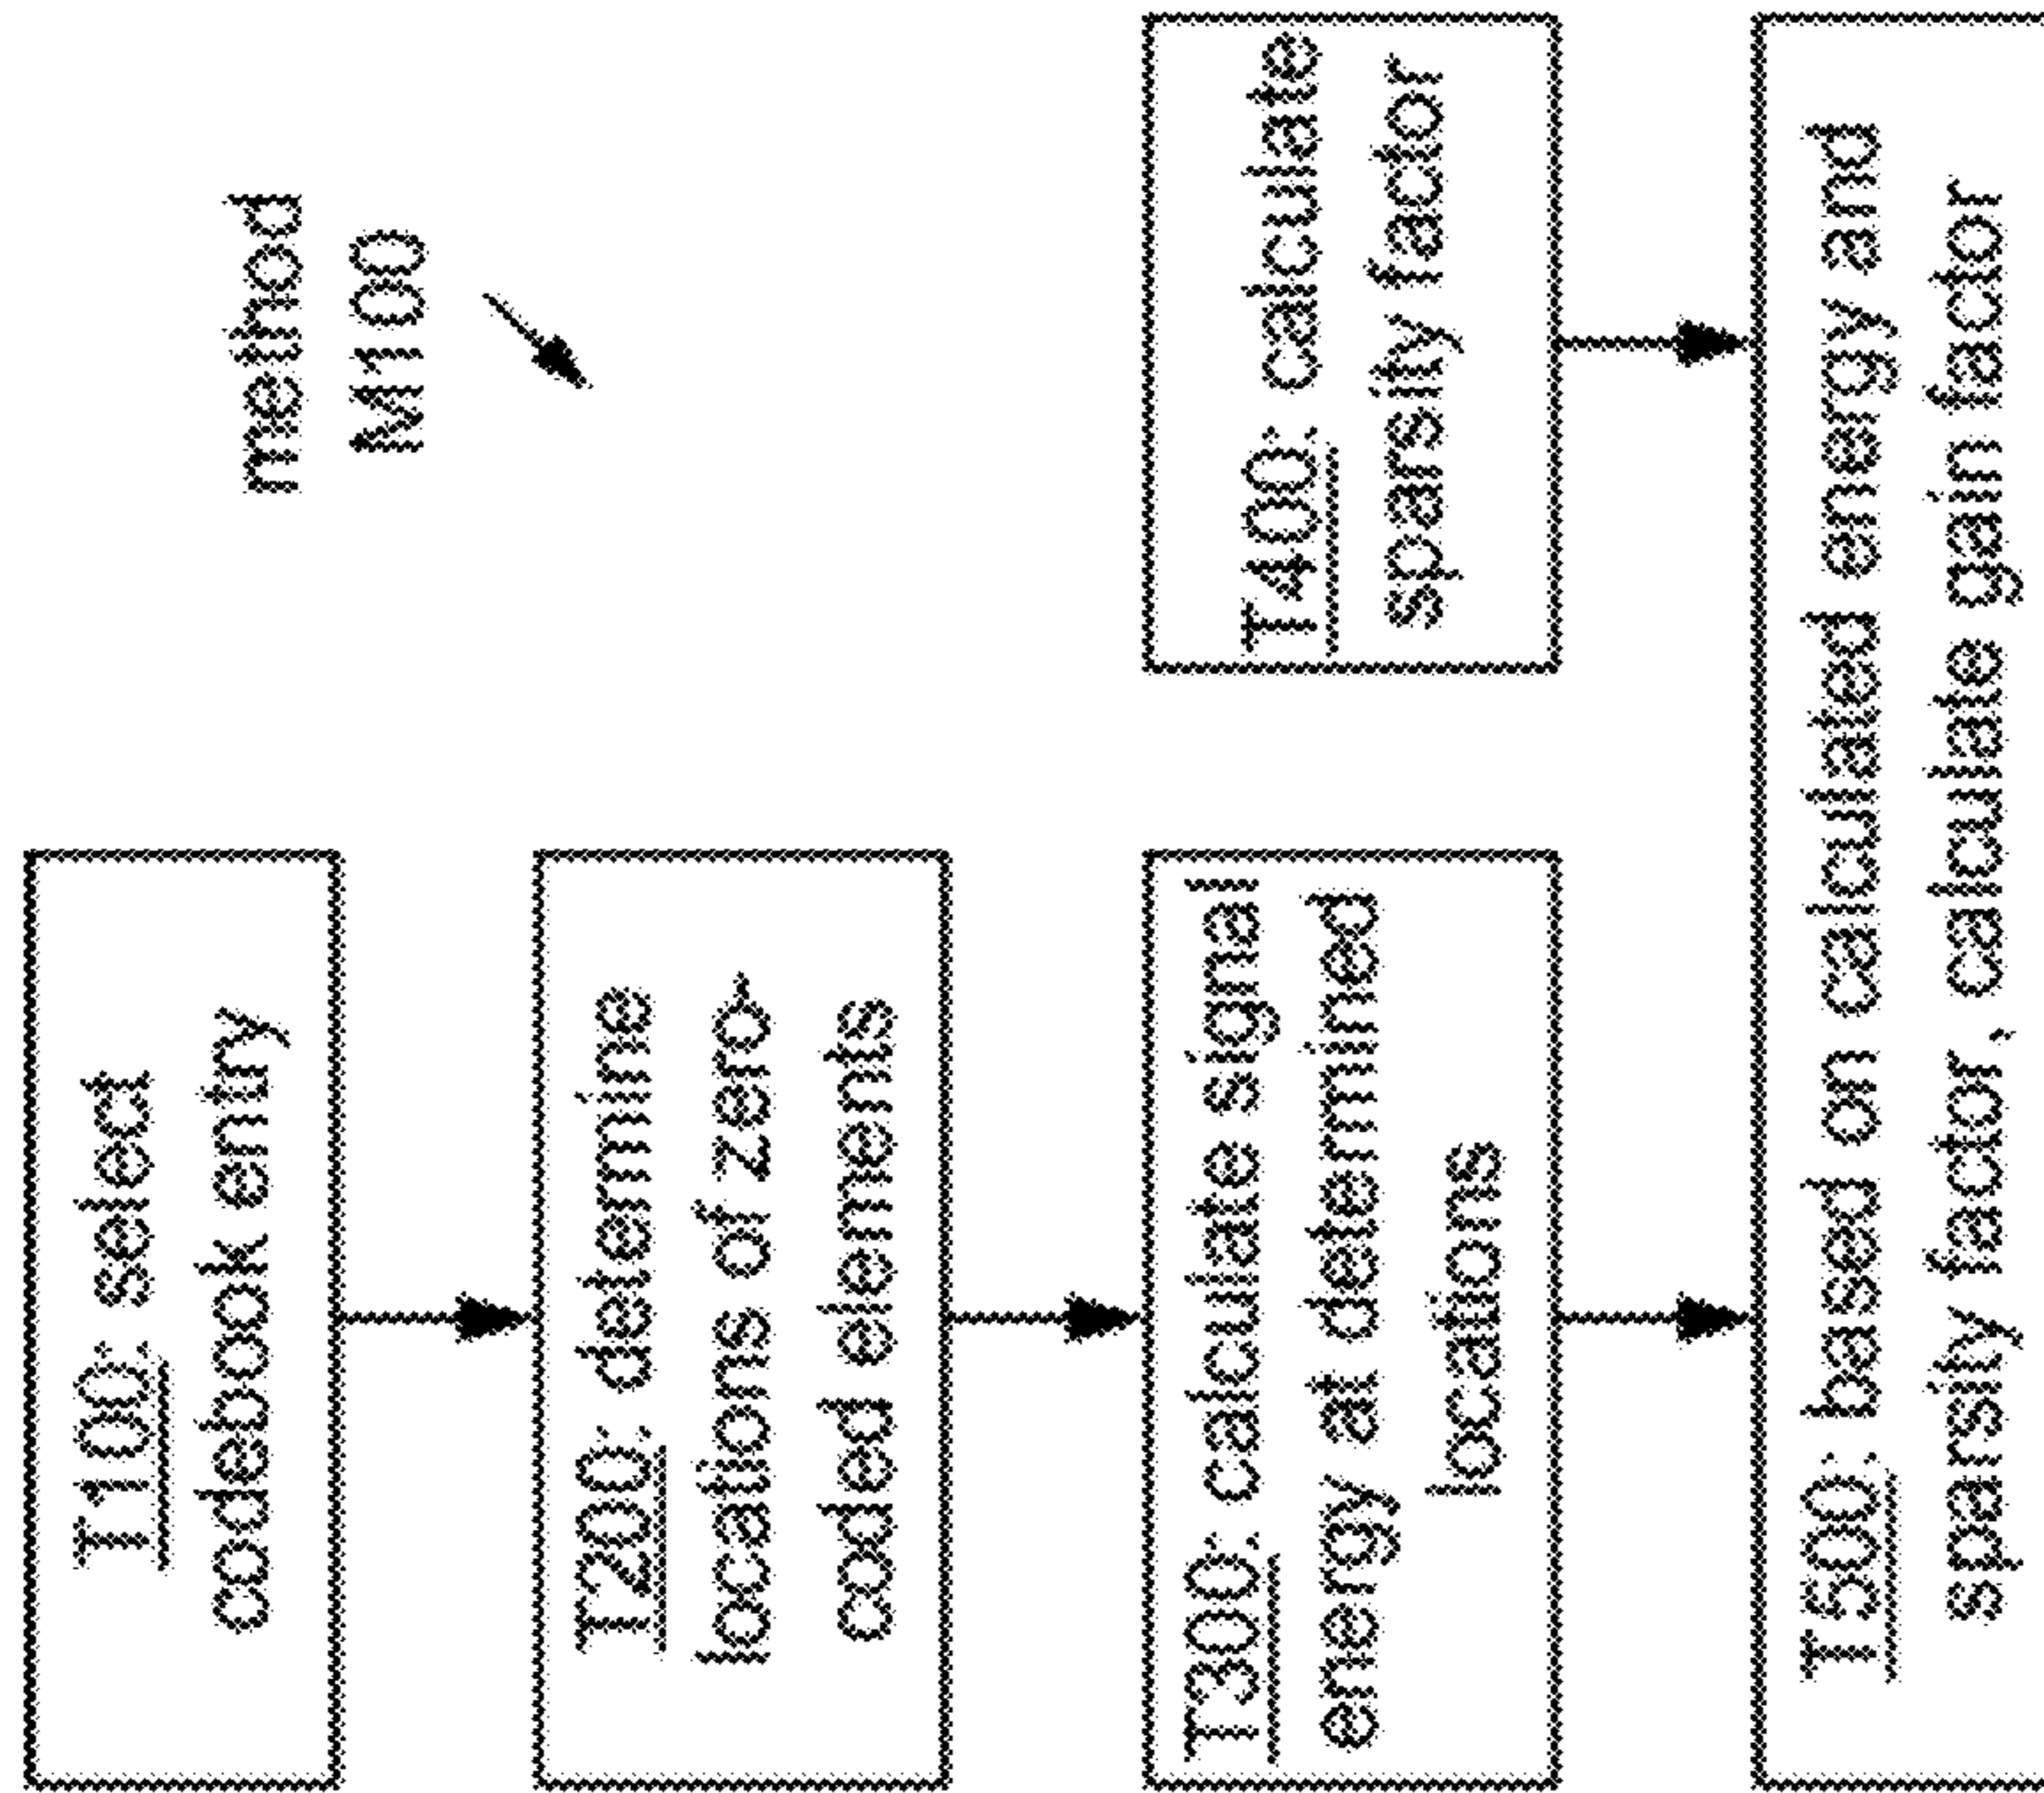 method
M100
T100: select
codebook entry
T200: determine
locations of zero-
coded elements
T300: calculate signal
energy at determined
locations
T400: calculate
sparsity factor
T500: based on calculated energy and
sparsity factor, calculate gain factor